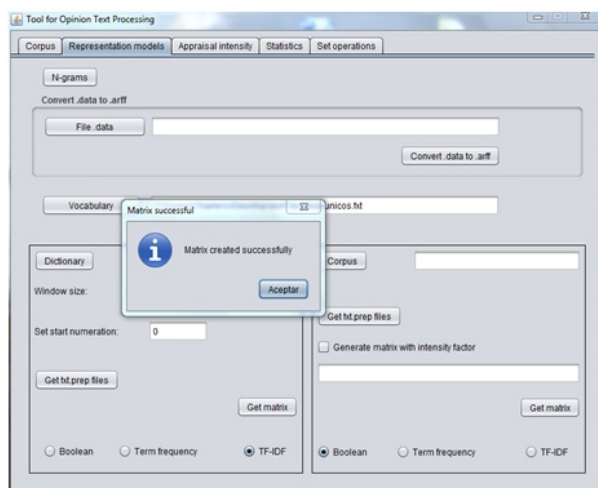 Tool for Opinion Text Processing
Corpus Representation models Appraisal intensity Statistics Set operations
N-grams
Convert .data to .arff
File .data
Convert .data to .arff
Vocabulary unicos.txt
Matrix successful
Matrix created successfully
Aceptar
Dictionary
Corpus
Window size:
Get txt.prep files
Set start numeration: 0
Generate matrix with intensity factor
Get txt.prep files
Get matrix
Get matrix
Boolean Term frequency TF-IDF
Boolean Term frequency TF-IDF